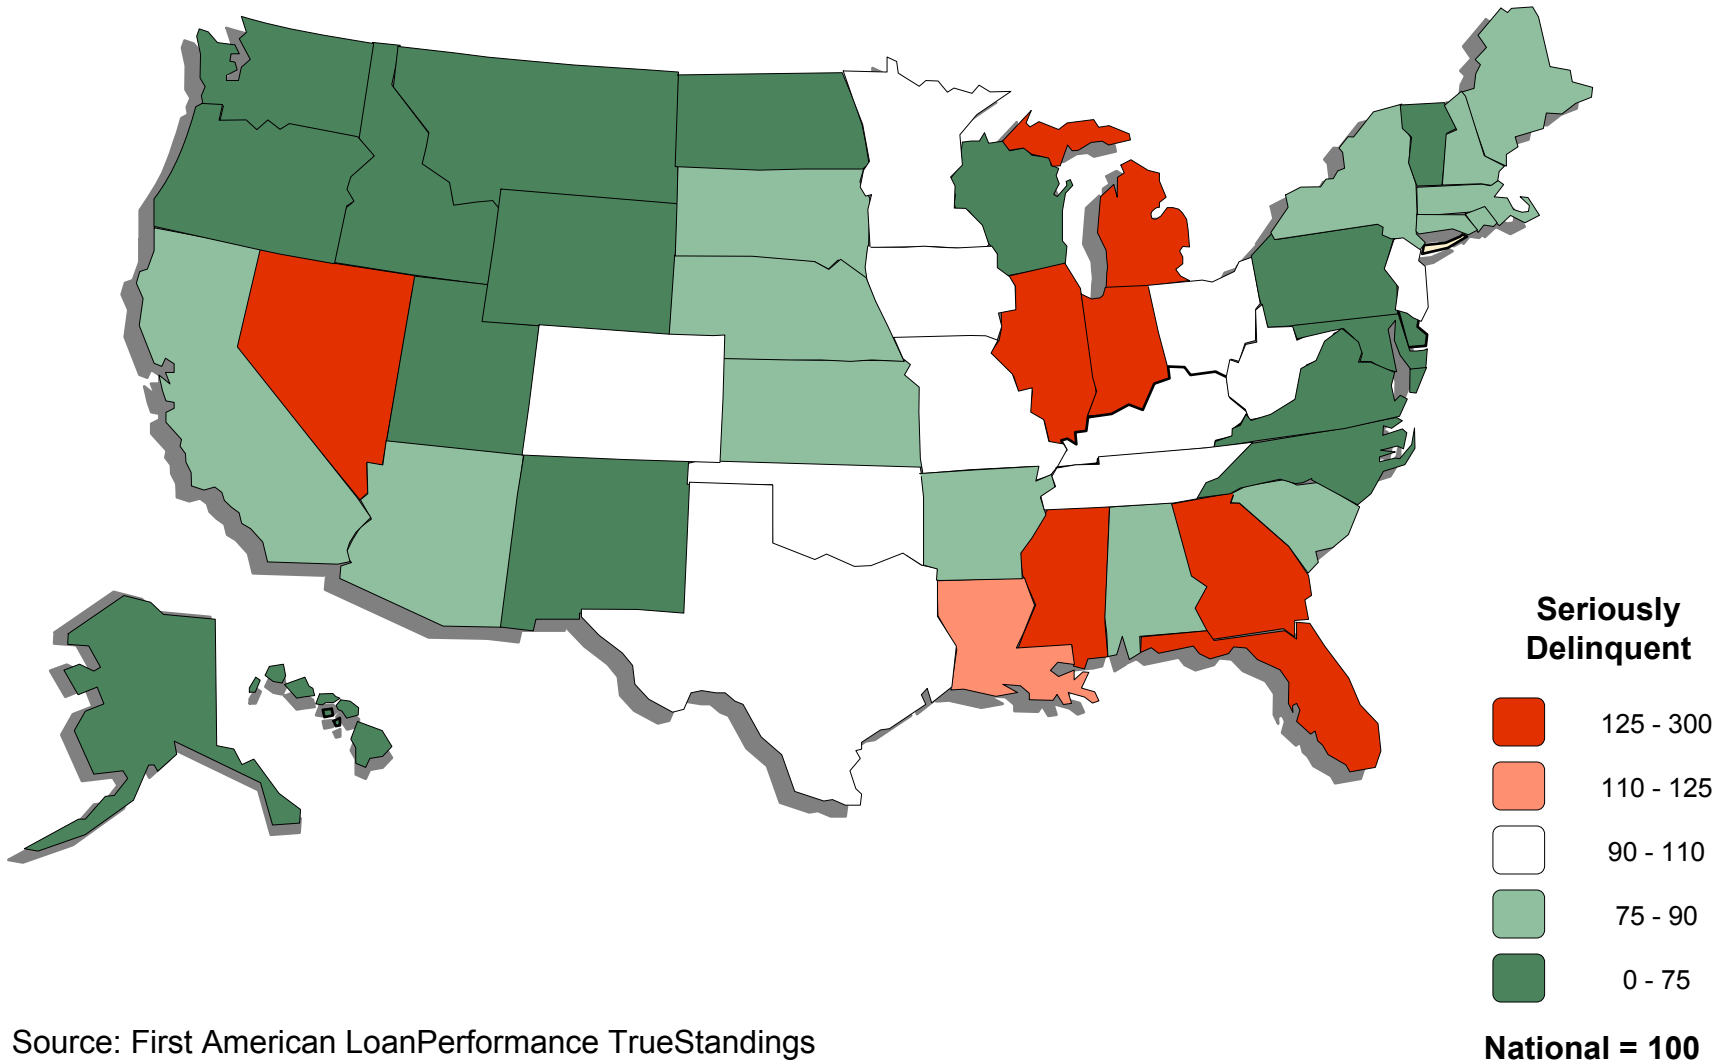 Seriously
Delinquent
125 - 300
110 - 125
90 - 110
75 - 90
0 - 75
Source: First American LoanPerformance TrueStandings
National = 100